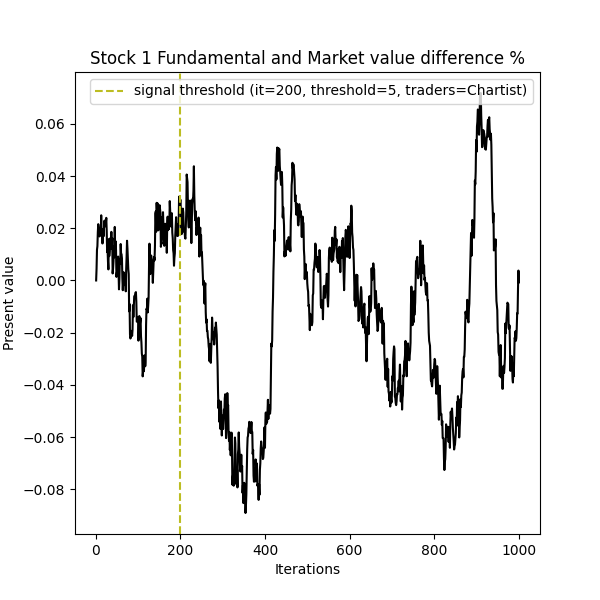 Stock 1 Fundamental and Market value difference %
signal threshold (it=200, threshold=5, traders=Chartist)
0.06
0.04
0.02
0.00
−0.02
−0.04
−0.06
−0.08
Present value
0 200 400 600 800 1000
Iterations